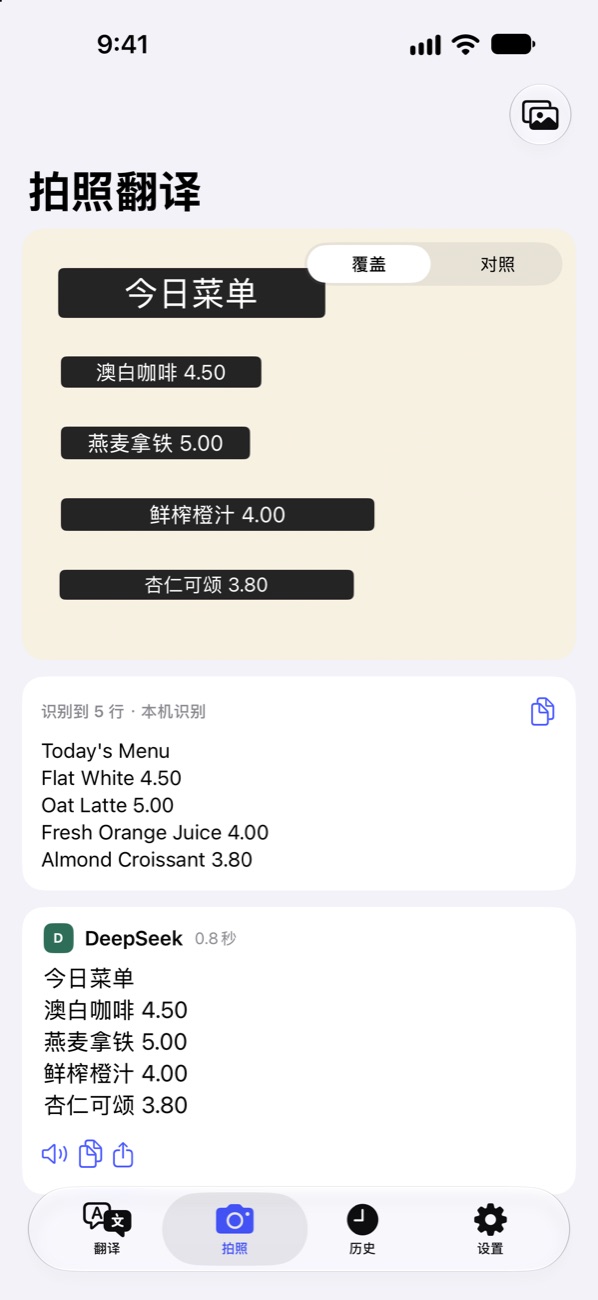 9:41
拍照翻译
覆盖 对照
今日菜单
澳白咖啡 4.50
燕麦拿铁 5.00
鲜榨橙汁 4.00
杏仁可颂 3.80
识别到 5 行 · 本机识别
Today's Menu
Flat White 4.50
Oat Latte 5.00
Fresh Orange Juice 4.00
Almond Croissant 3.80
D DeepSeek 0.8 秒
今日菜单
澳白咖啡 4.50
燕麦拿铁 5.00
鲜榨橙汁 4.00
杏仁可颂 3.80
A 文
翻译 拍照 历史 设置